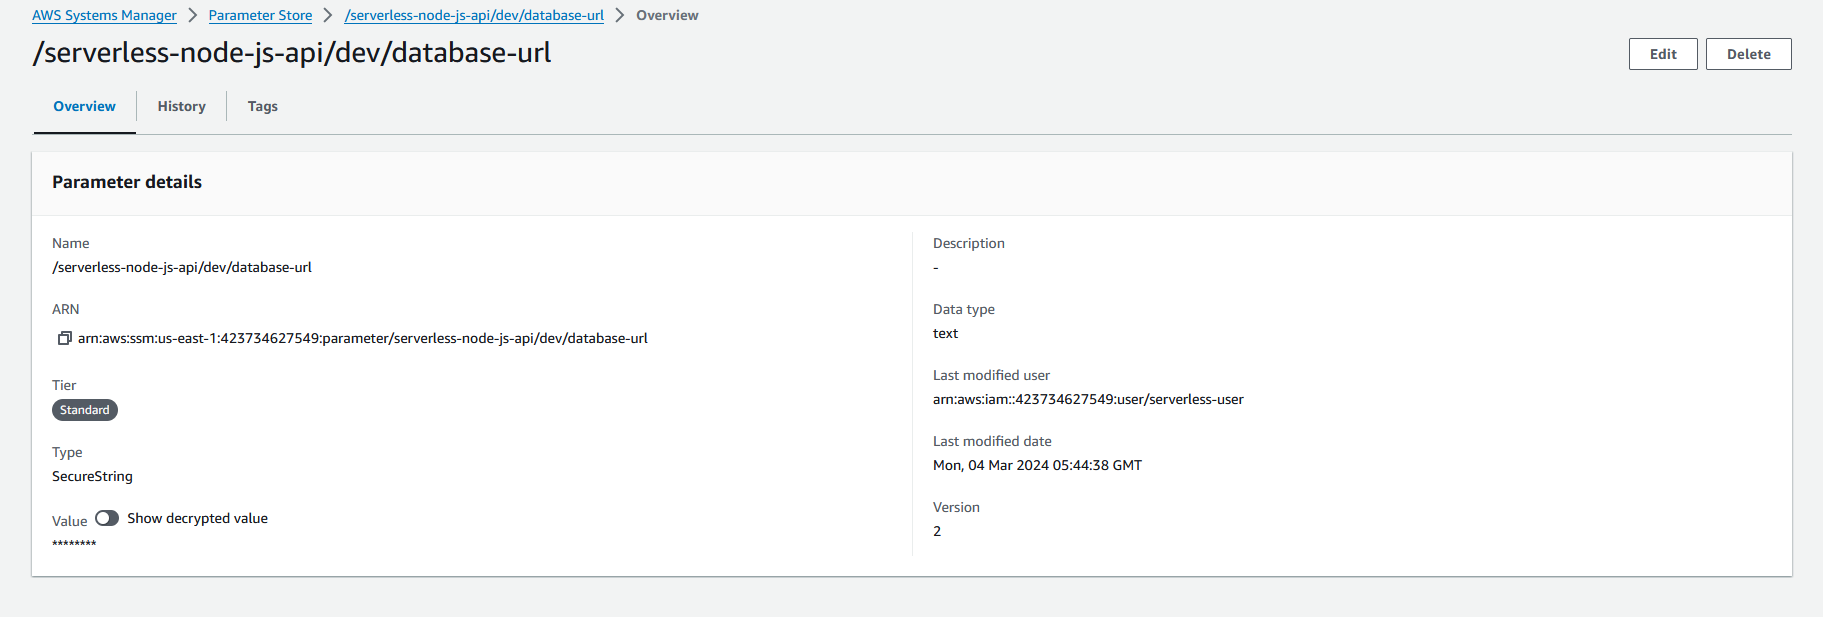 AWS Systems Manager > Parameter Store > /serverless-node-js-api/dev/database-url > Overview
/serverless-node-js-api/dev/database-url
Edit Delete
Overview History Tags
Parameter details
Name
/serverless-node-js-api/dev/database-url
ARN
arn:aws:ssm:us-east-1:423734627549:parameter/serverless-node-js-api/dev/database-url
Tier
Standard
Type
SecureString
Value Show decrypted value
********
Description
-
Data type
text
Last modified user
arn:aws:iam::423734627549:user/serverless-user
Last modified date
Mon, 04 Mar 2024 05:44:38 GMT
Version
2